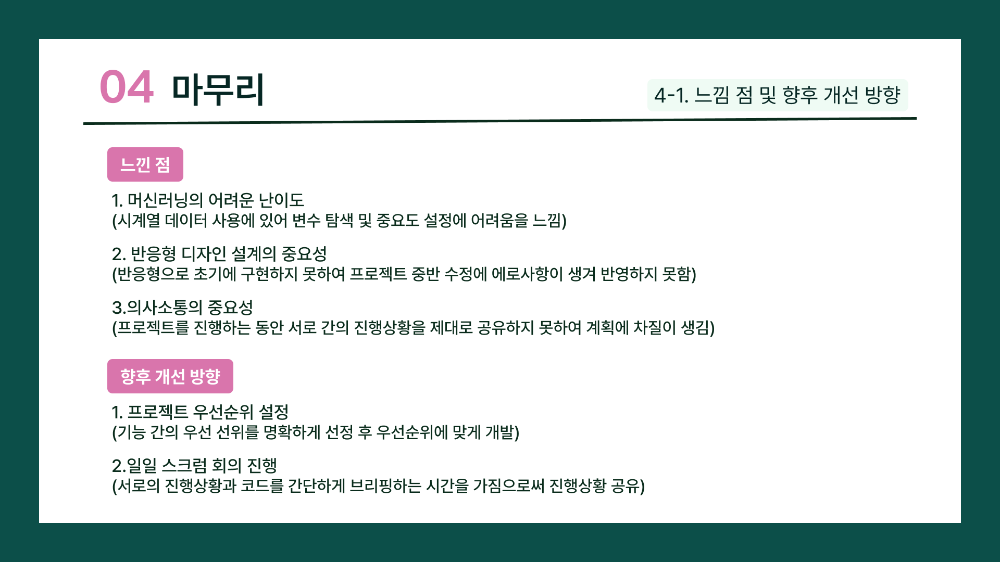 04 마무리
4-1. 느낌 점 및 향후 개선 방향
느낀 점
1. 머신러닝의 어려운 난이도
(시계열 데이터 사용에 있어 변수 탐색 및 중요도 설정에 어려움을 느낌)
2. 반응형 디자인 설계의 중요성
(반응형으로 초기에 구현하지 못하여 프로젝트 중반 수정에 에로사항이 생겨 반영하지 못함)
3.의사소통의 중요성
(프로젝트를 진행하는 동안 서로 간의 진행상황을 제대로 공유하지 못하여 계획에 차질이 생김)
향후 개선 방향
1. 프로젝트 우선순위 설정
(기능 간의 우선 선위를 명확하게 선정 후 우선순위에 맞게 개발)
2.일일 스크럼 회의 진행
(서로의 진행상황과 코드를 간단하게 브리핑하는 시간을 가짐으로써 진행상황 공유)